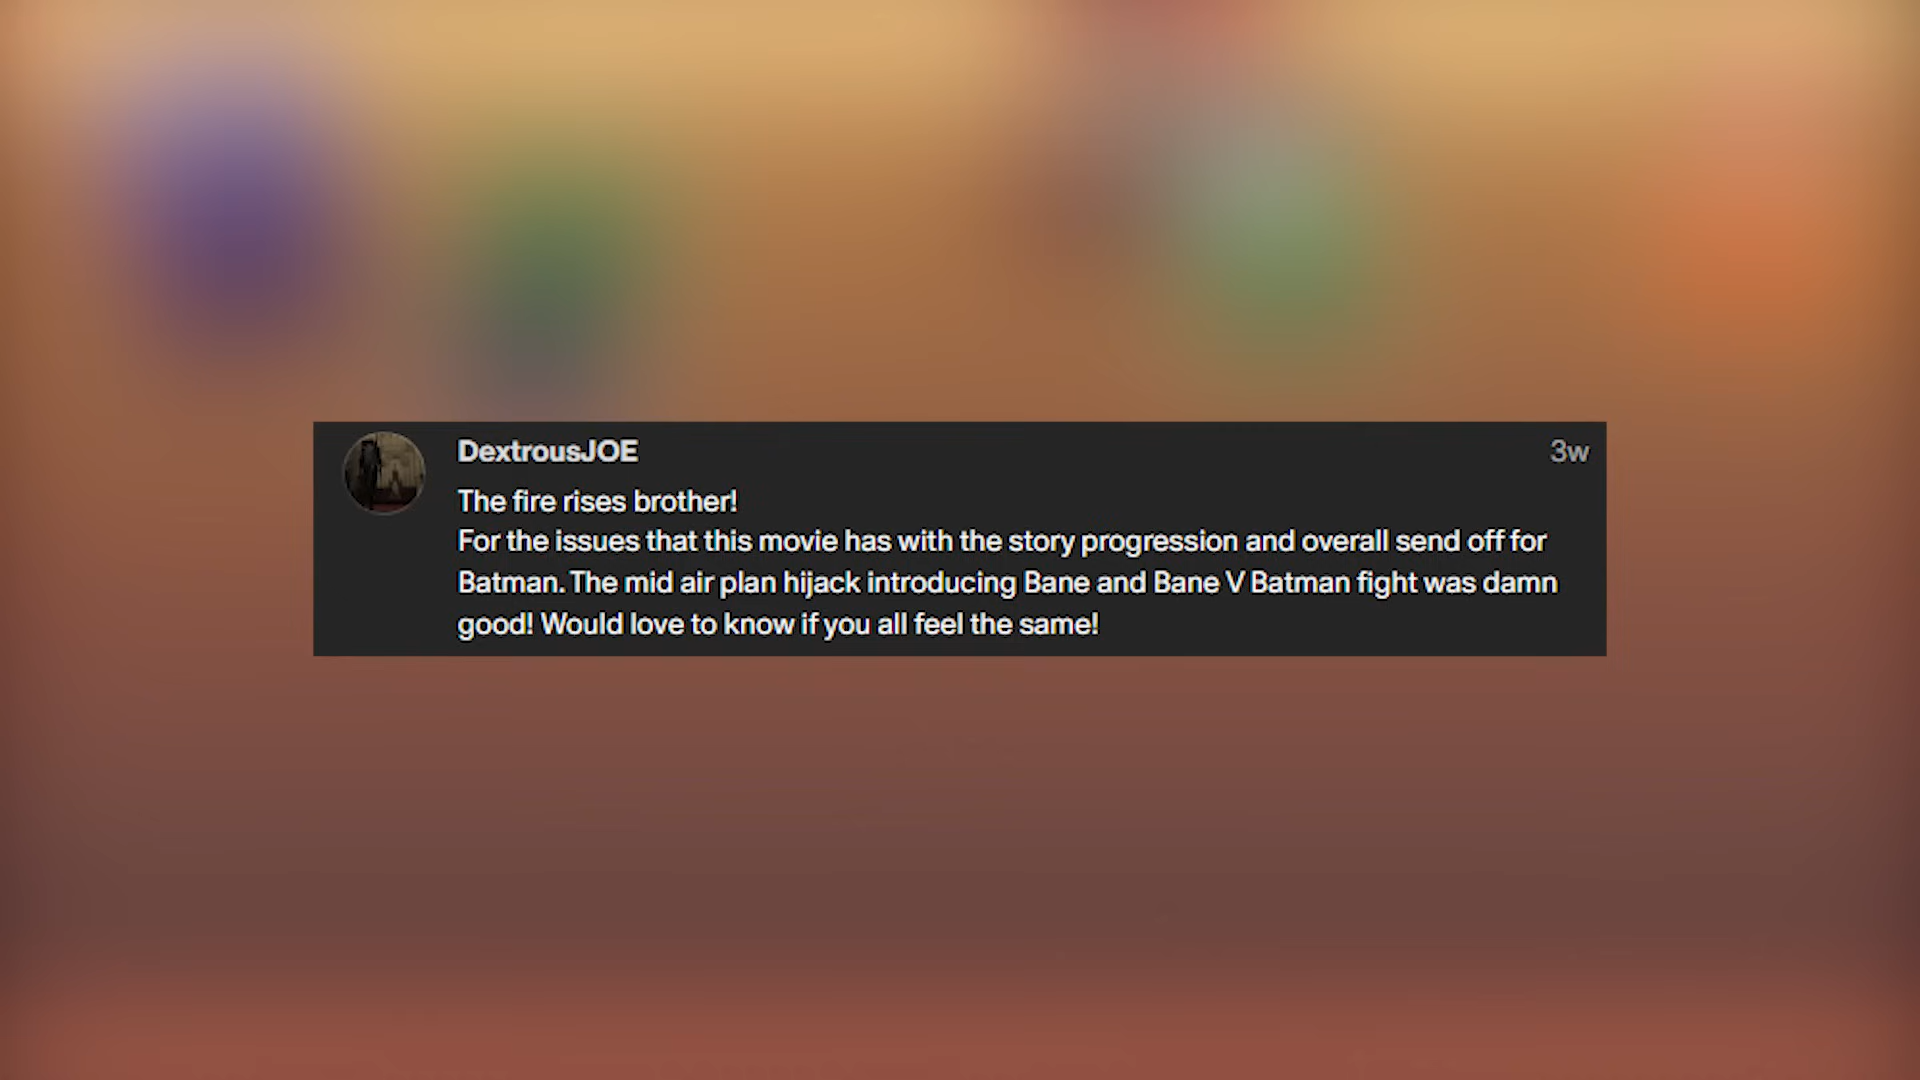 DextrousJOE 3w
The fire rises brother!
For the issues that this movie has with the story progression and overall send off for
Batman. The mid air plan hijack introducing Bane and Bane V Batman fight was damn
good! Would love to know if you all feel the same!